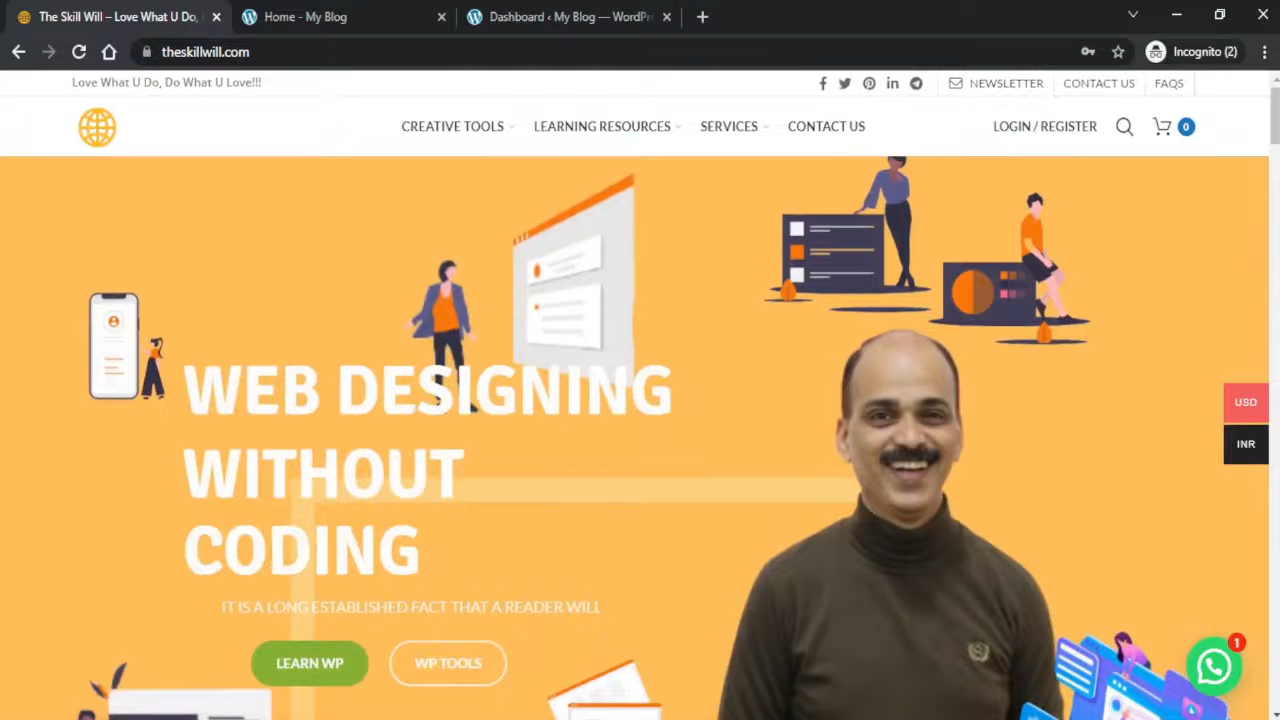 The Skill Will – Love What U Do,
Home - My Blog
Dashboard ‹ My Blog — WordPr
theskillwill.com
Incognito (2)
Love What U Do, Do What U Love!!!
NEWSLETTER
CONTACT US
FAQS
CREATIVE TOOLS
LEARNING RESOURCES
SERVICES
CONTACT US
LOGIN / REGISTER
0
USD
INR
WEB DESIGNING
WITHOUT
CODING
IT IS A LONG ESTABLISHED FACT THAT A READER WILL
LEARN WP
WP TOOLS
1